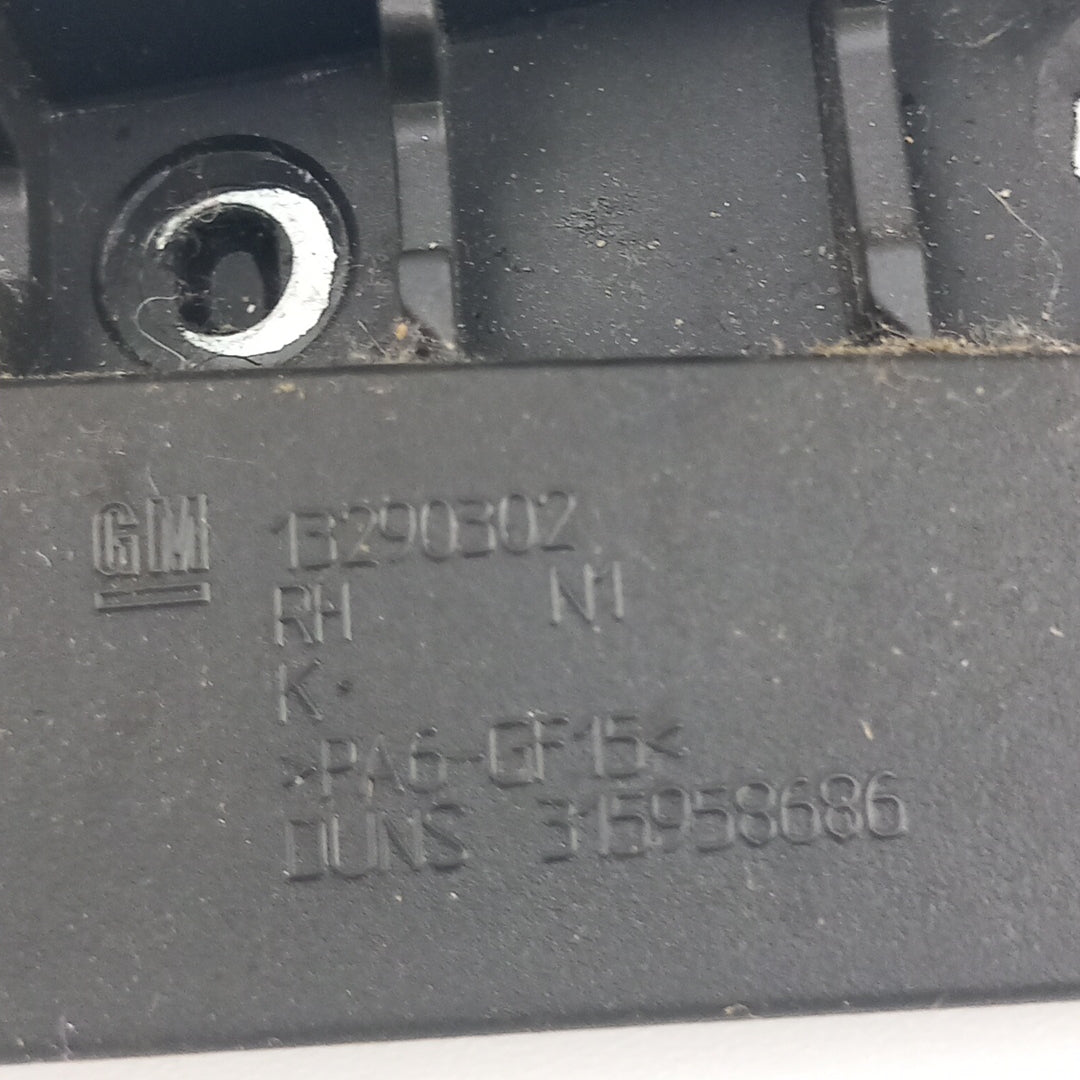 GM 13290302
RH N1
K.
>PA6-GF15<
DUNS 315958686